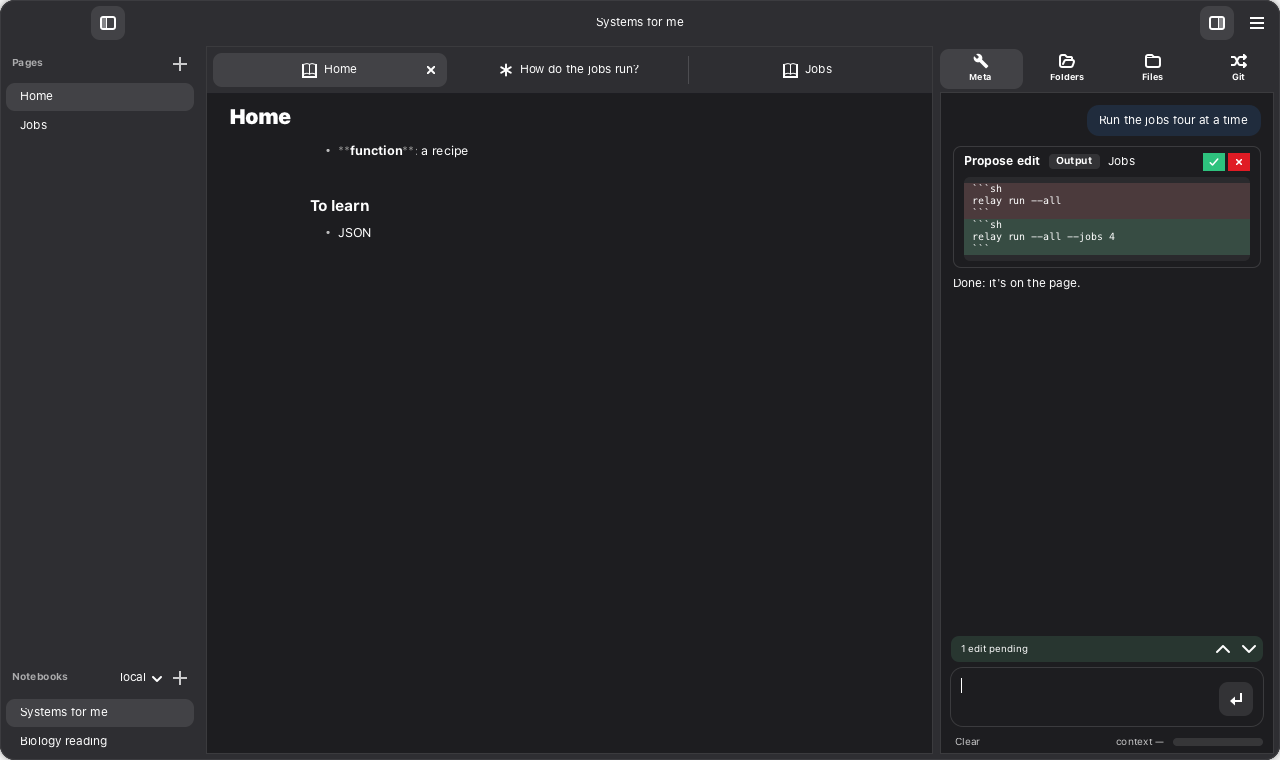 Systems for me
Pages
Home
Jobs
Notebooks
local
Systems for me
Biology reading
Home
How do the jobs run?
Jobs
Home
• **function**: a recipe
To learn
• JSON
Meta
Folders
Files
Git
Run the jobs four at a time
Propose edit Output Jobs
```sh
relay run --all
```
```sh
relay run --all --jobs 4
```
Done: it's on the page.
1 edit pending
Clear
context —